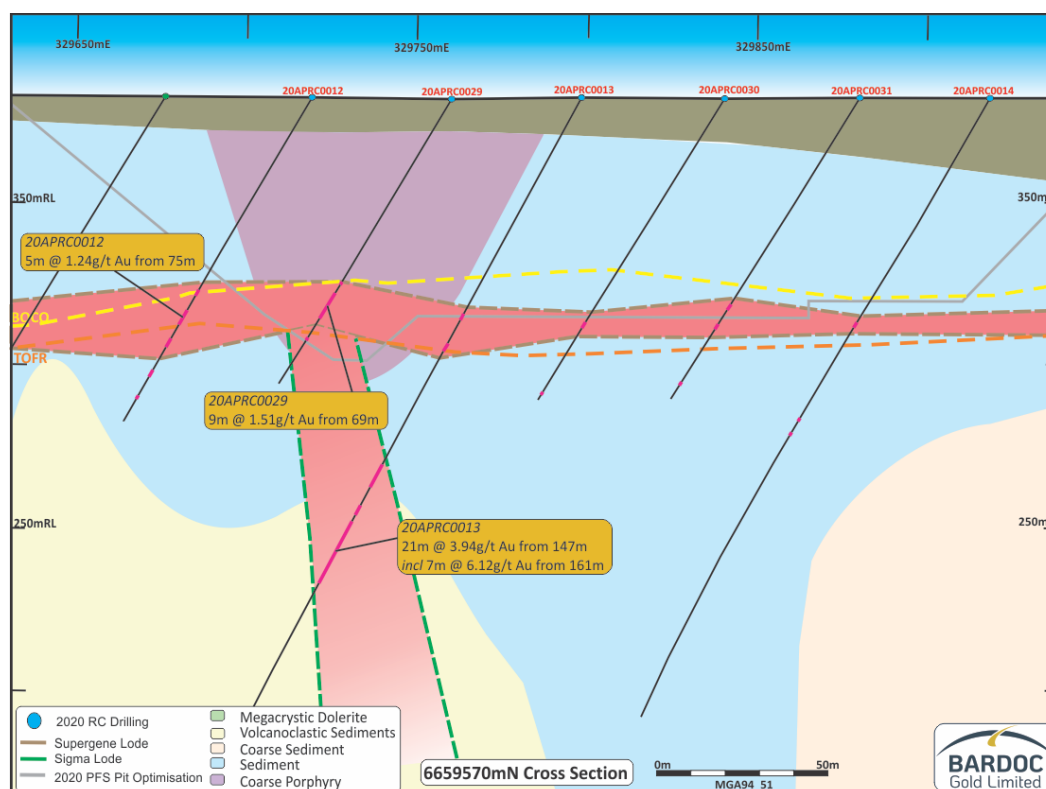 329650mE
329750mE
329850mE
20APRC0012
20APRC0029
20APRC0013
20APRC0030
20APRC0031
20APRC0014
350mRL
350m
20APRC0012
5m @ 1.24g/t Au from 75m
BOCO
TOFR
20APRC0029
9m @ 1.51g/t Au from 69m
250mRL
250m
20APRC0013
21m @ 3.94g/t Au from 147m
incl 7m @ 6.12g/t Au from 161m
2020 RC Drilling
Supergene Lode
Sigma Lode
2020 PFS Pit Optimisation
Megacrystic Dolerite
Volcanoclastic Sediments
Coarse Sediment
Sediment
Coarse Porphyry
6659570mN Cross Section
0m
50m
MGA94_51
BARDOC
Gold Limited